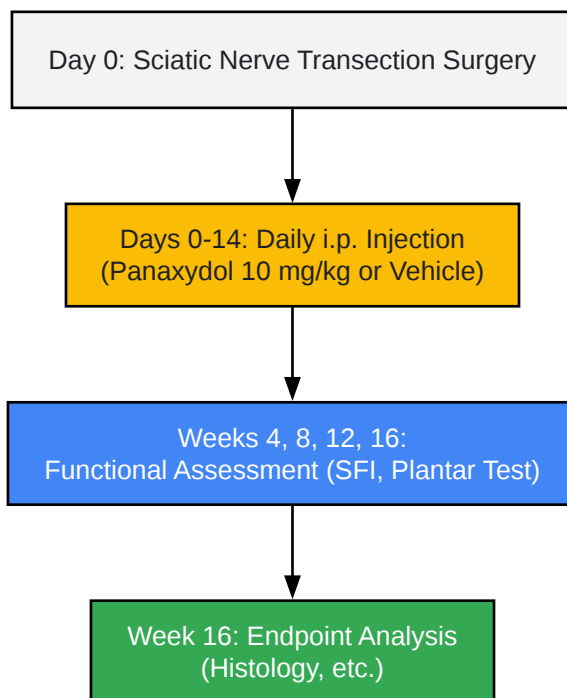 Day 0: Sciatic Nerve Transection Surgery
Days 0-14: Daily i.p. Injection
(Panaxydol 10 mg/kg or Vehicle)
Weeks 4, 8, 12, 16:
Functional Assessment (SFI, Plantar Test)
Week 16: Endpoint Analysis
(Histology, etc.)